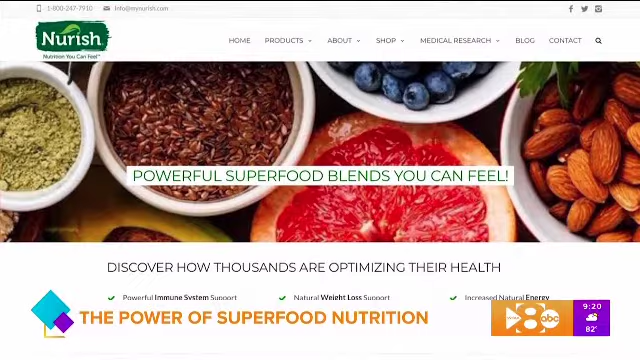 1-800-247-7910 info@mynurish.com
Nurish
Nutrition You Can Feel
HOME PRODUCTS ABOUT SHOP MEDICAL RESEARCH BLOG CONTACT
POWERFUL SUPERFOOD BLENDS YOU CAN FEEL!
DISCOVER HOW THOUSANDS ARE OPTIMIZING THEIR HEALTH
Powerful Immune System Support Natural Weight Loss Support Increased Natural Energy
THE POWER OF SUPERFOOD NUTRITION
8 abc
9:20
82°